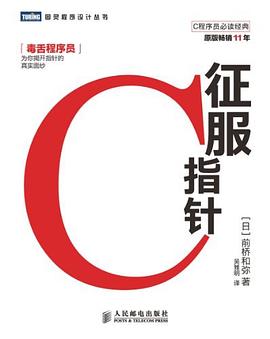 TURING 图灵程序设计丛书
C程序员必读经典
原版畅销11年
[毒舌程序员]
为你揭开指针的
真实面纱
征服
C
指针
[日] 前桥和弥 著
吴雅明 译
人民邮电出版社
POSTS & TELECOM PRESS